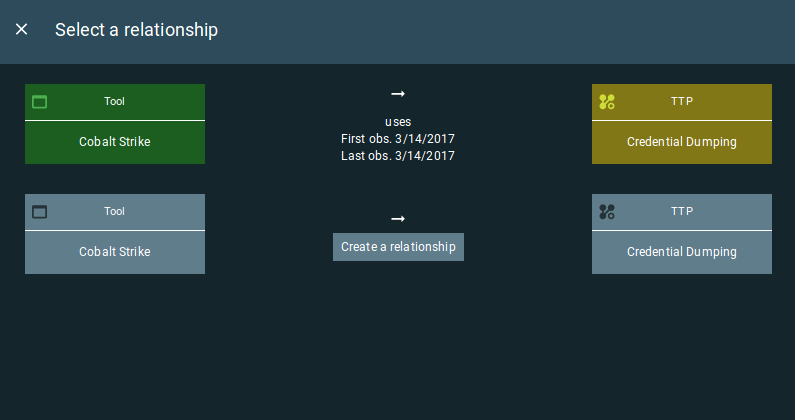 Select a relationship
Tool
Cobalt Strike
uses
First obs. 3/14/2017
Last obs. 3/14/2017
TTP
Credential Dumping
Tool
Cobalt Strike
Create a relationship
TTP
Credential Dumping